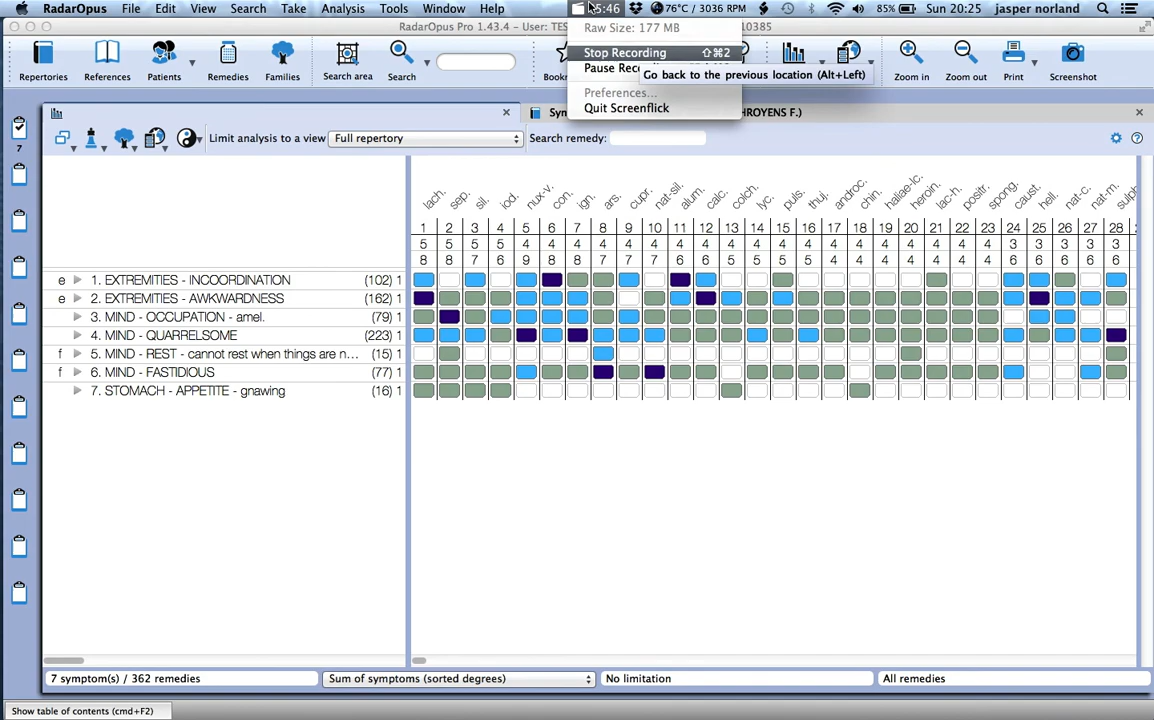 RadarOpus File Edit View Search Take Analysis Tools Window Help 5:46 76°C / 3036 RPM 85% Sun 20:25 jasper norland
RadarOpus Pro 1.43.4 - User: TES 10385
Raw Size: 177 MB
Stop Recording ⇧⌘2
Pause Reco
Go back to the previous location (Alt+Left)
Preferences...
Quit Screenflick
Repertories References Patients Remedies Families Search area Search Bookn Zoom in Zoom out Print Screenshot
Syn ROYENS F.)
Limit analysis to a view Full repertory Search remedy:
7
lach. sep. sil. iod. nux-v. con. ign. ars. cupr. nat-sil. alum. calc. colch. lyc. puls. thuj. androc. chin. haliae-lc. heroin. lac-h. positr. spong. caust. hell. nat-c. nat-m. sulph
1 2 3 4 5 6 7 8 9 10 11 12 13 14 15 16 17 18 19 20 21 22 23 24 25 26 27 28
5 5 5 5 4 4 4 4 4 4 4 4 4 4 4 4 4 4 4 4 4 4 4 3 3 3 3 3
8 8 7 6 9 8 8 7 7 7 6 6 5 5 5 5 4 4 4 4 4 4 4 6 6 6 6 6
e 1. EXTREMITIES - INCOORDINATION (102) 1
e 2. EXTREMITIES - AWKWARDNESS (162) 1
3. MIND - OCCUPATION - amel. (79) 1
4. MIND - QUARRELSOME (223) 1
f 5. MIND - REST - cannot rest when things are n... (15) 1
f 6. MIND - FASTIDIOUS (77) 1
7. STOMACH - APPETITE - gnawing (16) 1
7 symptom(s) / 362 remedies Sum of symptoms (sorted degrees) No limitation All remedies
Show table of contents (cmd+F2)